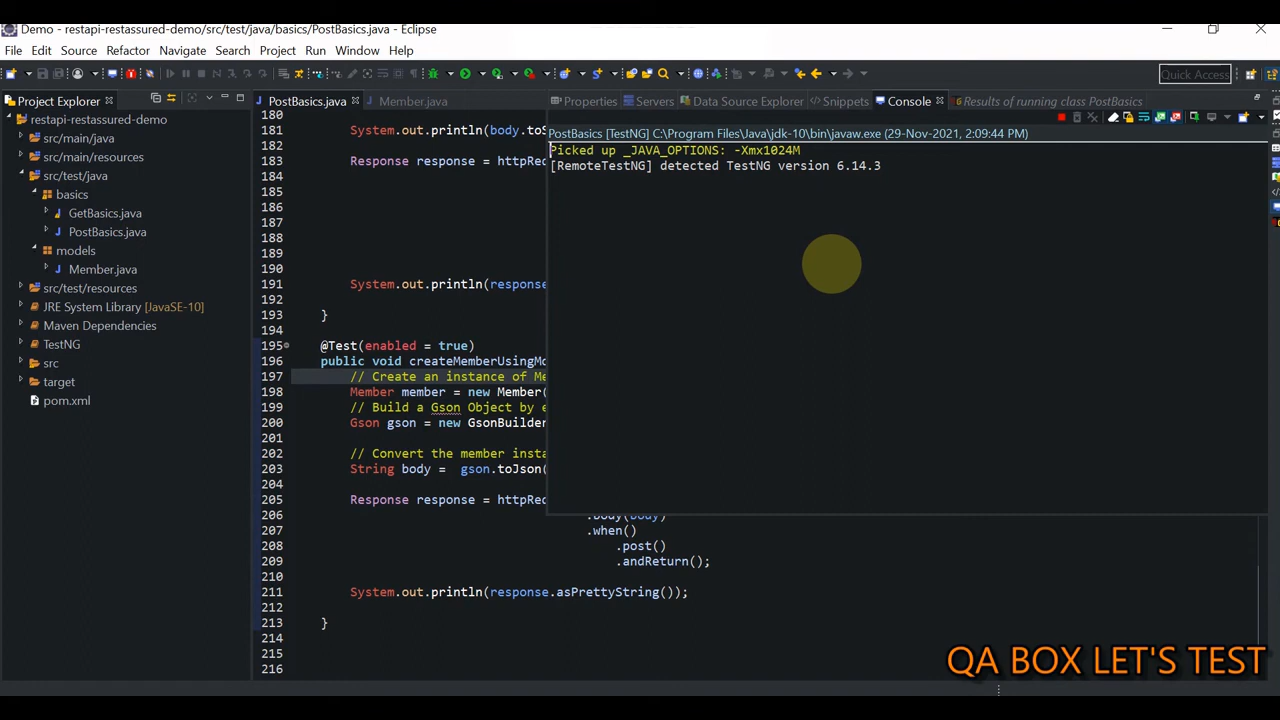 Demo - restapi-restassured-demo/src/test/java/basics/PostBasics.java - Eclipse
File Edit Source Refactor Navigate Search Project Run Window Help
Quick Access
Project Explorer
PostBasics.java
Member.java
Properties
Servers
Data Source Explorer
Snippets
Console
Results of running class PostBasics
restapi-restassured-demo
src/main/java
src/main/resources
src/test/java
basics
GetBasics.java
PostBasics.java
models
Member.java
src/test/resources
JRE System Library [JavaSE-10]
Maven Dependencies
TestNG
src
target
pom.xml
PostBasics [TestNG] C:\Program Files\Java\jdk-10\bin\javaw.exe (29-Nov-2021, 2:09:44 PM)
Picked up _JAVA_OPTIONS: -Xmx1024M
[RemoteTestNG] detected TestNG version 6.14.3
180
181 System.out.println(body.toS
182
183 Response response = httpRe
184
185
186
187
188
189
190
191 System.out.println(response
192
193 }
194
195 @Test(enabled = true)
196 public void createMemberUsingMo
197 // Create an instance of Me
198 Member member = new Member(
199 // Build a Gson Object by e
200 Gson gson = new GsonBuilder
201
202 // Convert the member insta
203 String body = gson.toJson(
204
205 Response response = httpReq
206 .body(body)
207 .when()
208 .post()
209 .andReturn();
210
211 System.out.println(response.asPrettyString());
212
213 }
214
215
216
QA BOX LET'S TEST